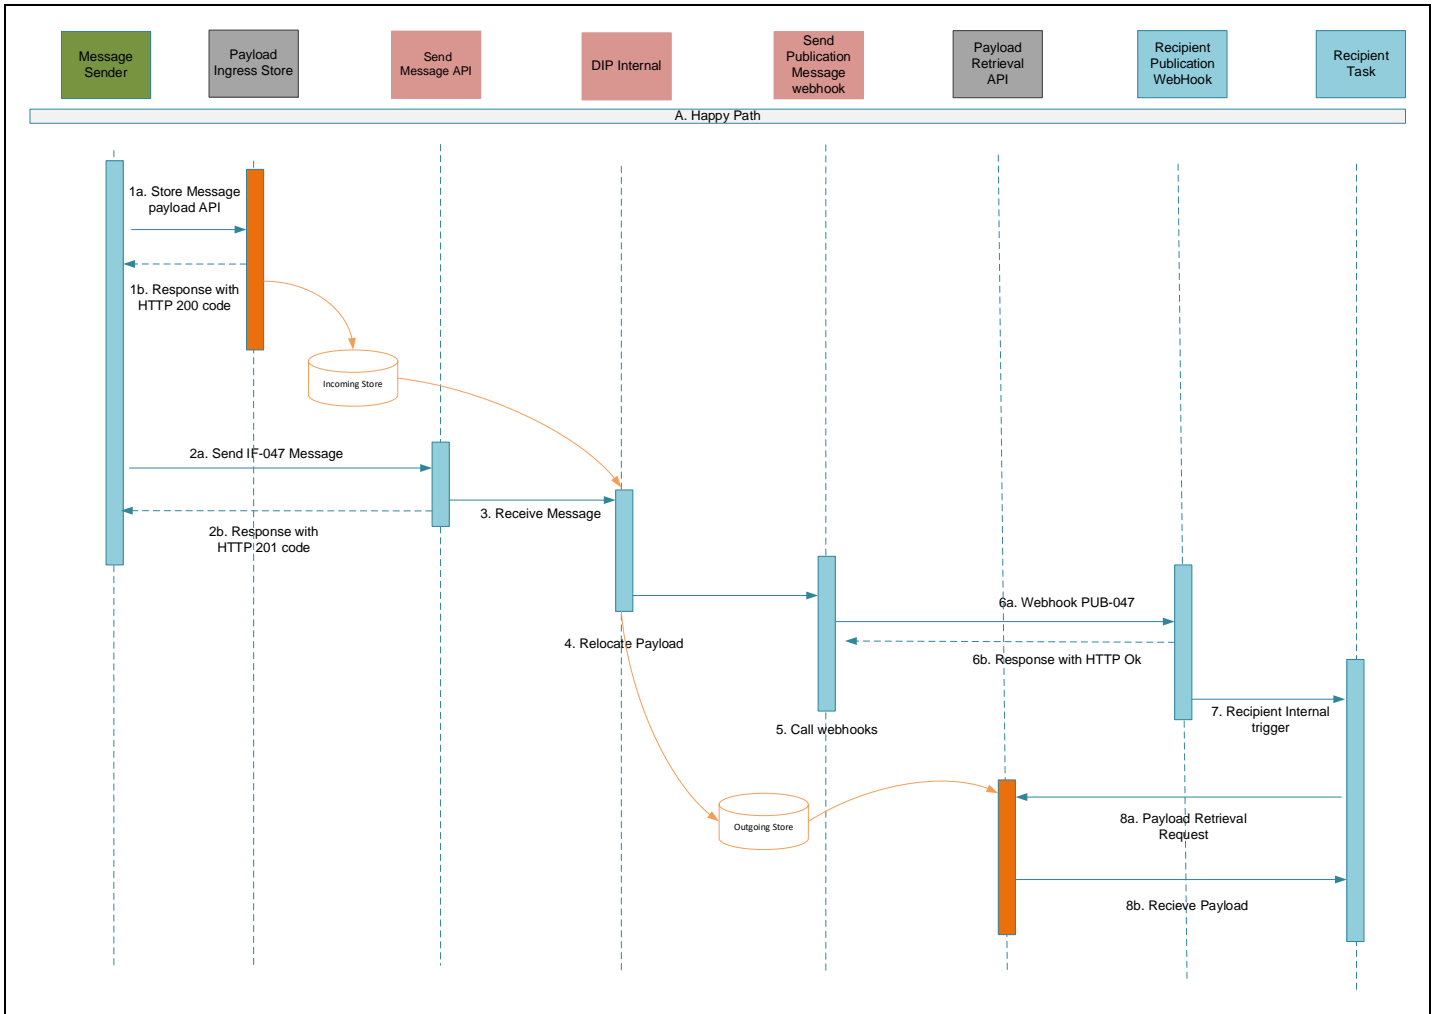 Message
Sender
Payload
Ingress Store
Send
Message API
DIP Internal
Send
Publication
Message
webhook
Payload
Retrieval
API
Recipient
Publication
WebHook
Recipient
Task
A. Happy Path
1a. Store Message
payload API
1b. Response with
HTTP 200 code
Incoming Store
2a. Send IF-047 Message
3. Receive Message
2b. Response with
HTTP 201 code
6a. Webhook PUB-047
4. Relocate Payload
6b. Response with HTTP Ok
5. Call webhooks
7. Recipient Internal
trigger
Outgoing Store
8a. Payload Retrieval
Request
8b. Recieve Payload